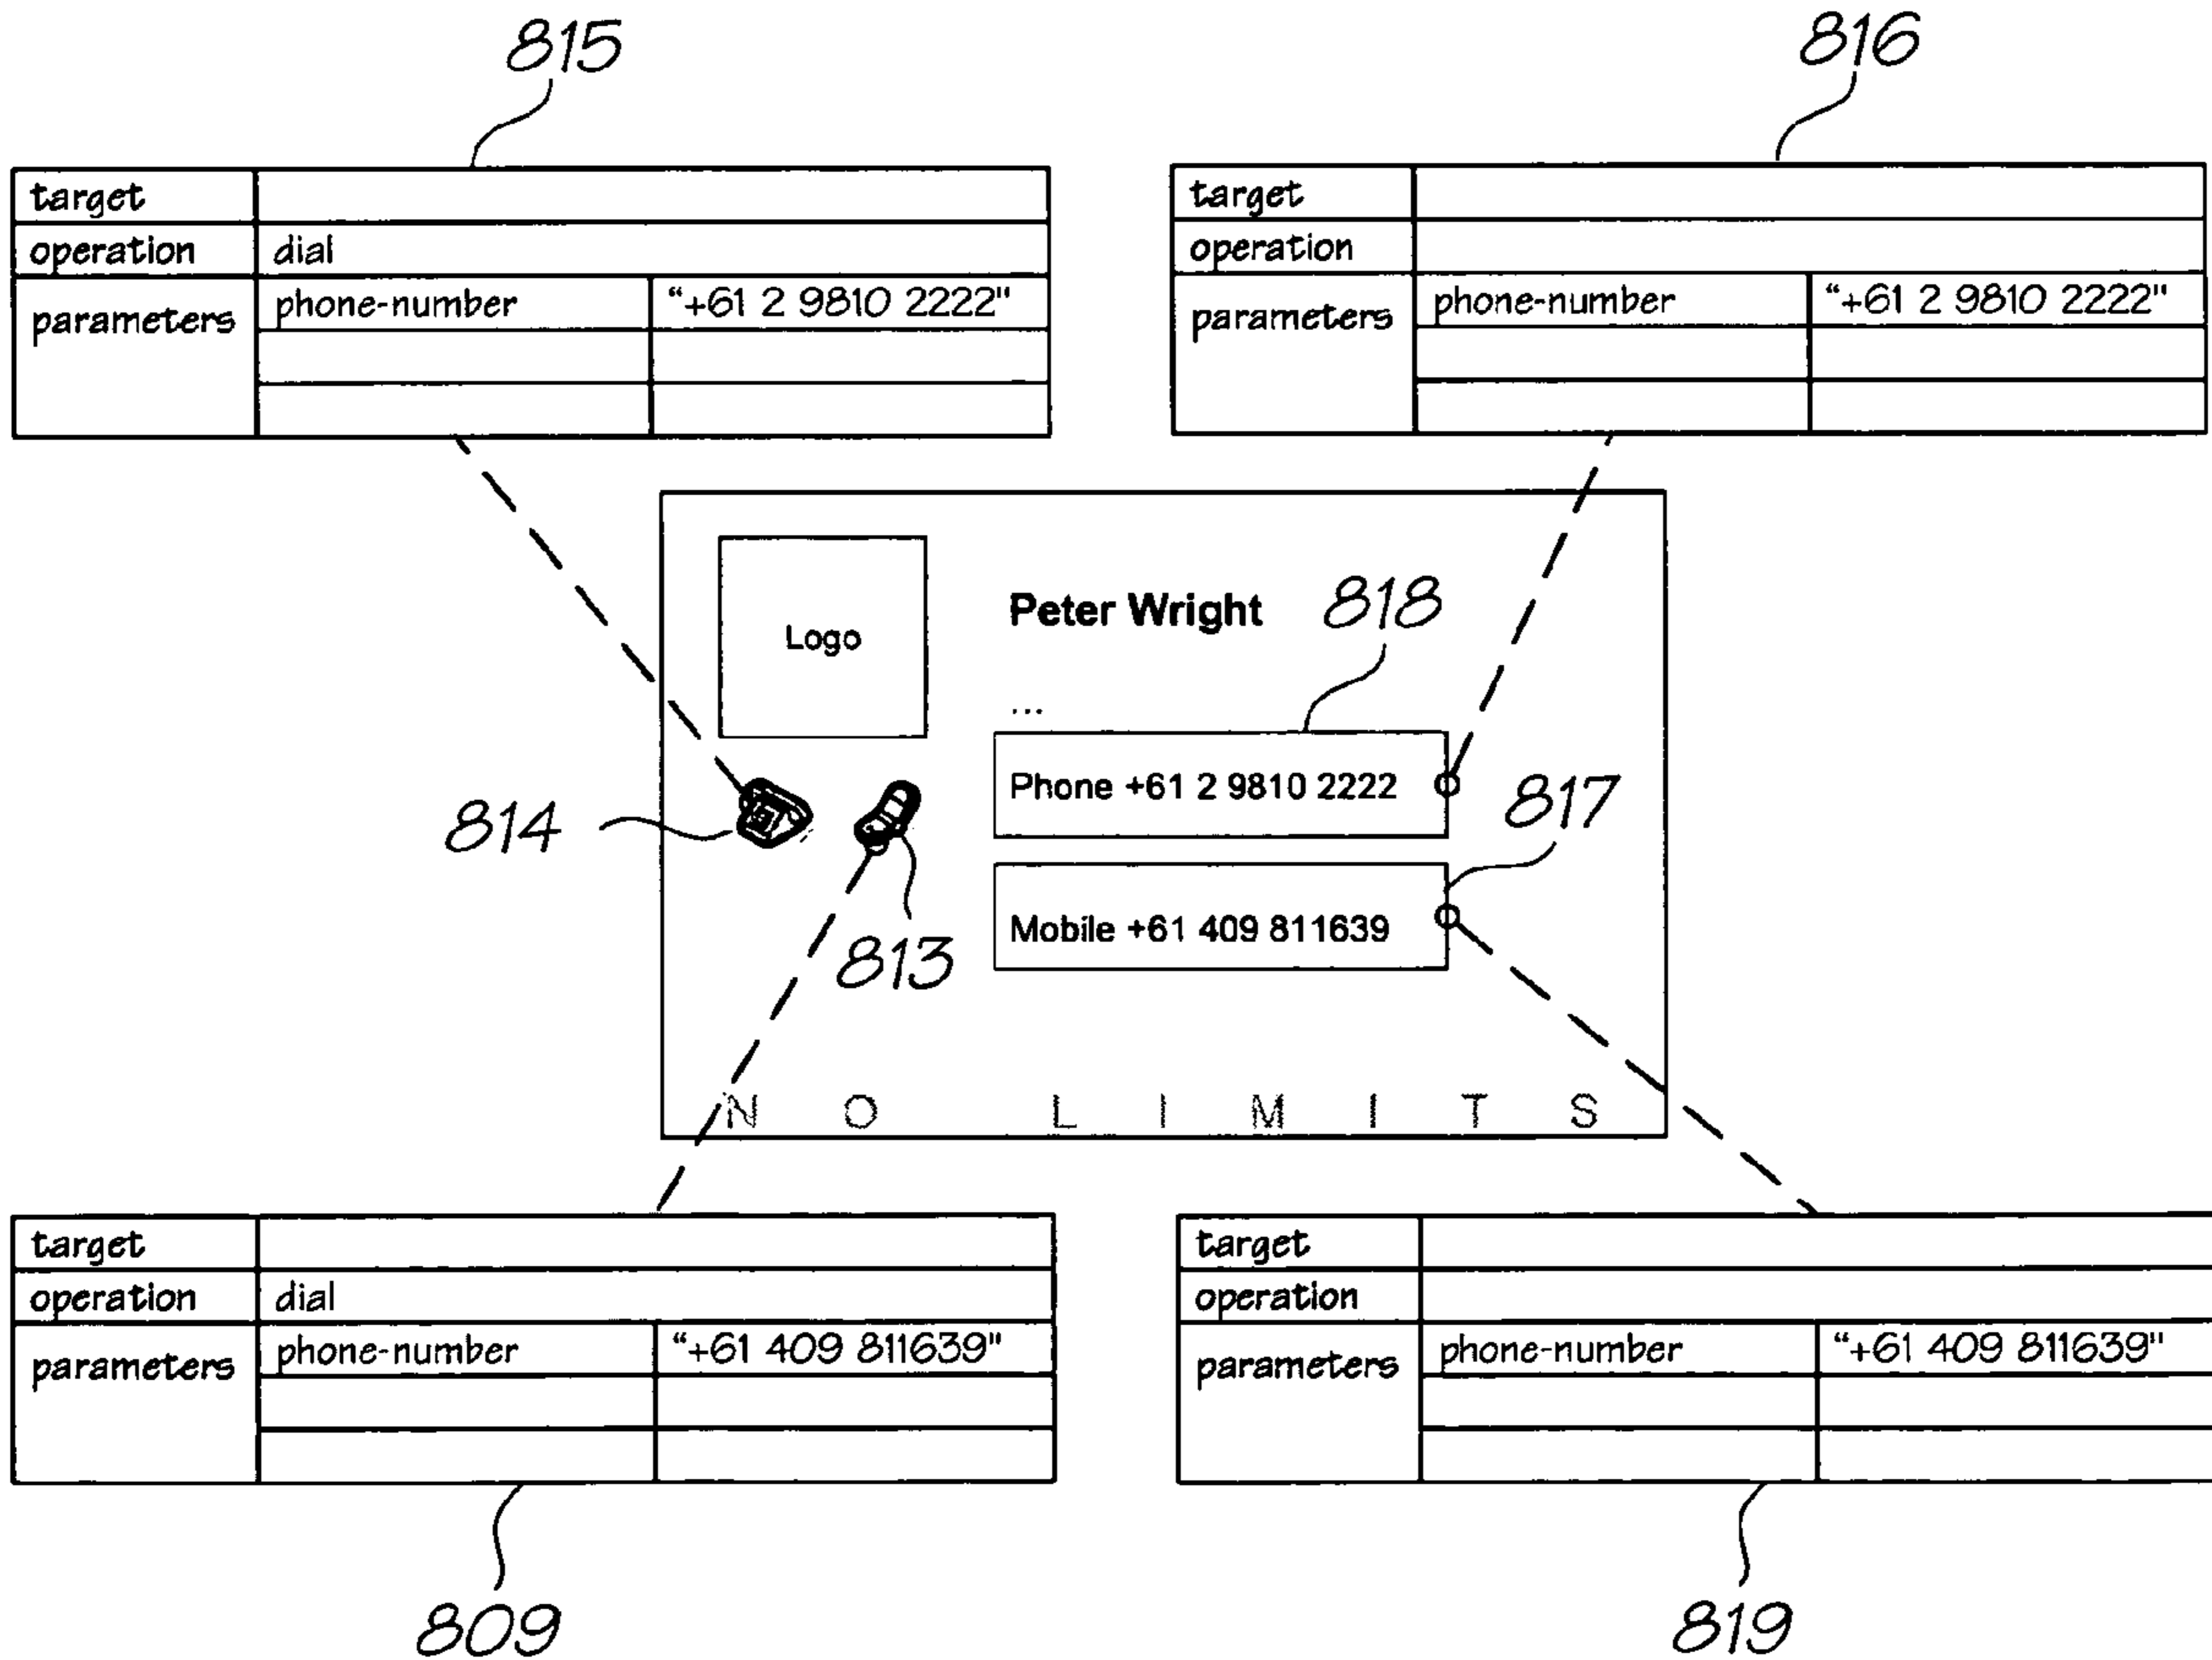 815
816
target
operation dial
parameters phone-number “+61 2 9810 2222"
target
operation
parameters phone-number “+61 2 9810 2222"
Logo
Peter Wright
818
...
Phone +61 2 9810 2222
814
817
Mobile +61 409 811639
813
NO LIMITS
target
operation dial
parameters phone-number “+61 409 811639"
target
operation
parameters phone-number “+61 409 811639"
809
819